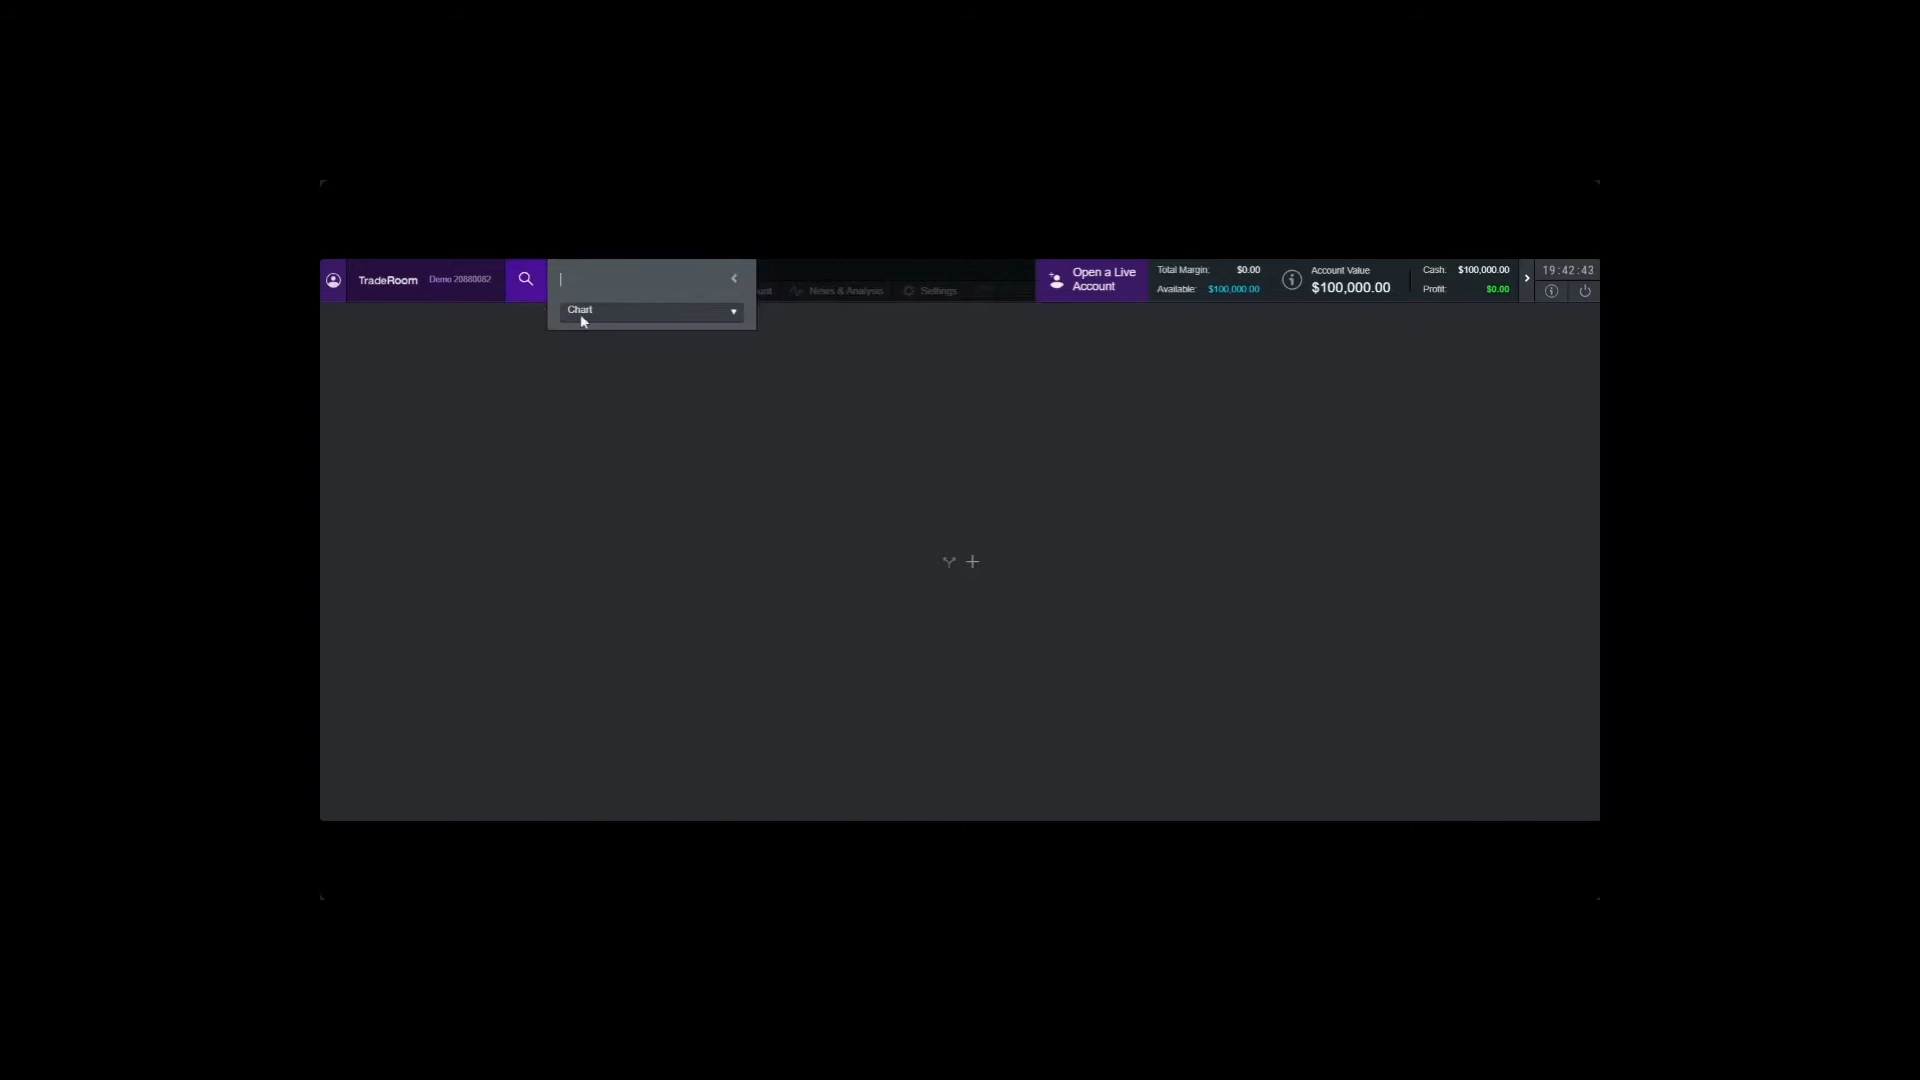 TradeRoom Demo 20880082
Chart
unt News & Analysis Settings
Open a Live
Account
Total Margin: $0.00
Available: $100,000.00
Account Value
$100,000.00
Cash: $100,000.00
Profit: $0.00
19:42:43